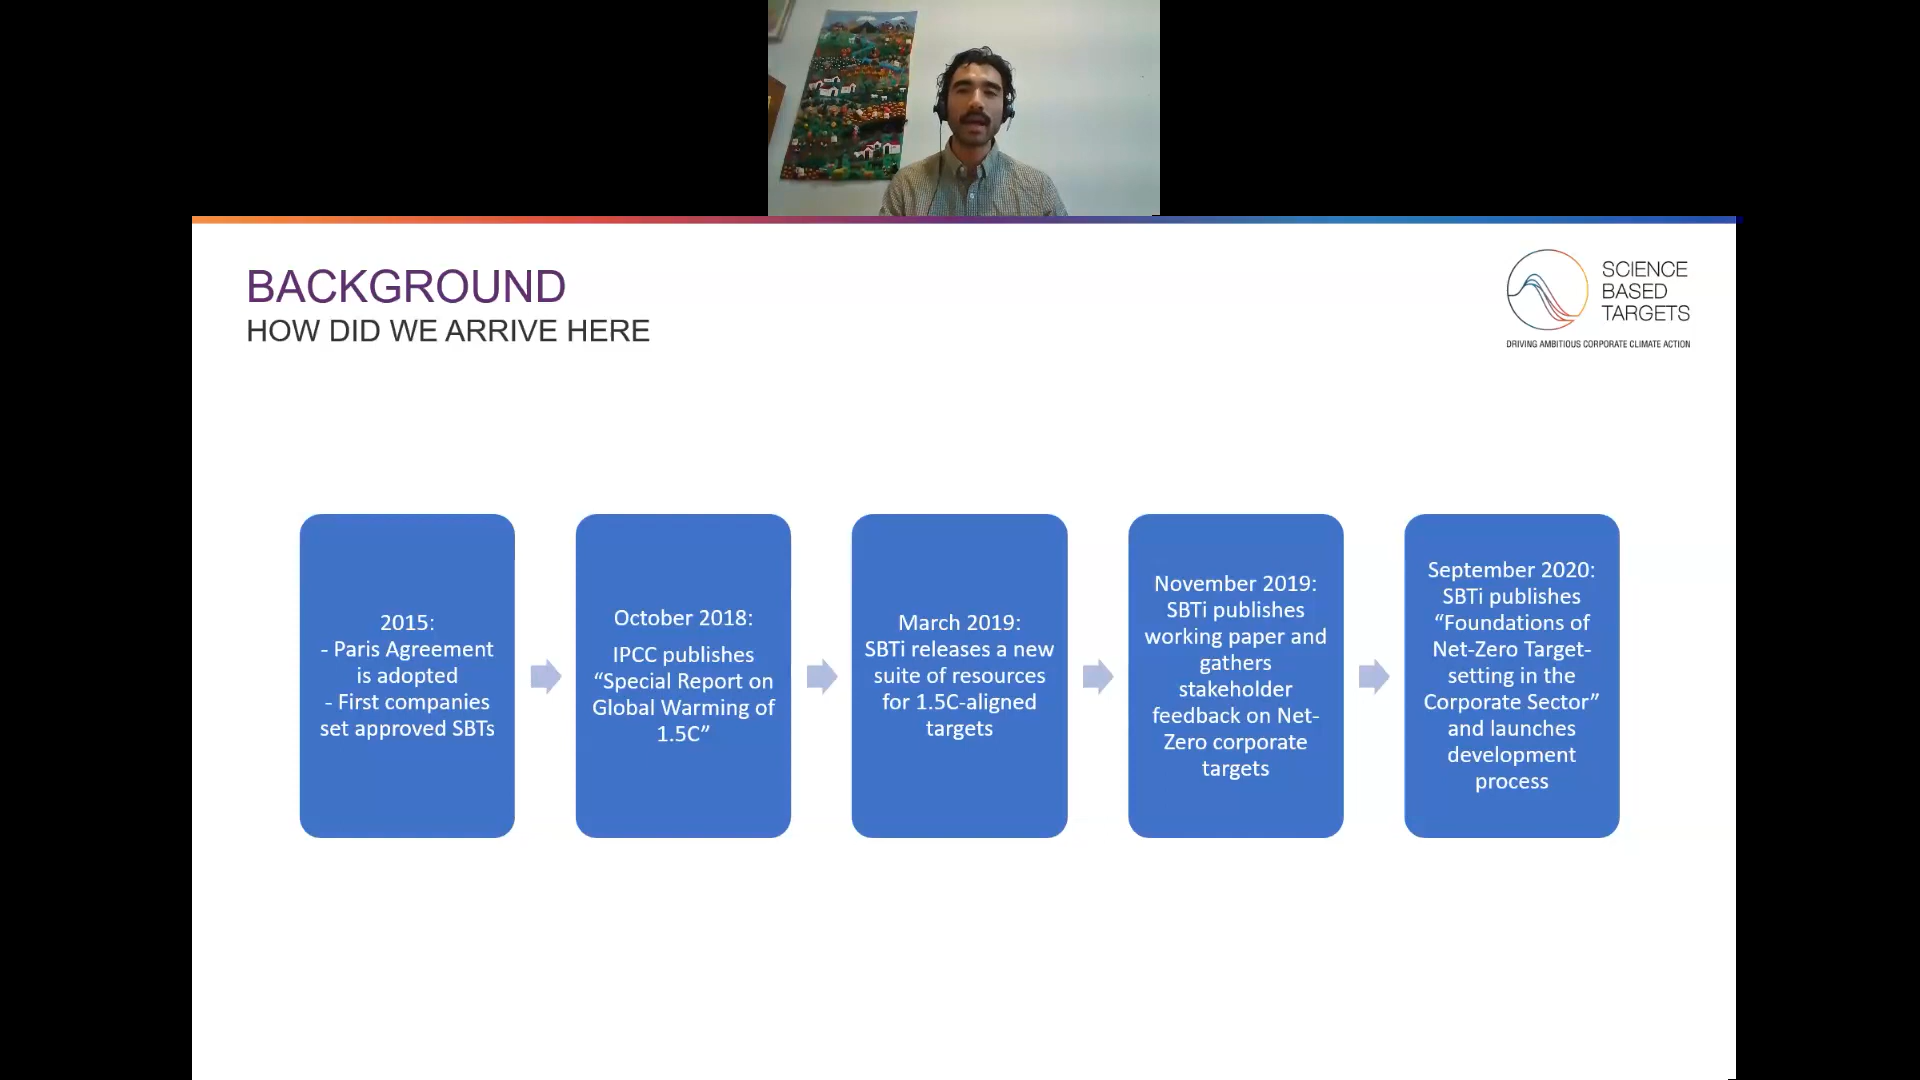 BACKGROUND
HOW DID WE ARRIVE HERE
SCIENCE
BASED
TARGETS
DRIVING AMBITIOUS CORPORATE CLIMATE ACTION
2015:
- Paris Agreement
is adopted
- First companies
set approved SBTs
October 2018:
IPCC publishes
“Special Report on
Global Warming of
1.5C”
March 2019:
SBTi releases a new
suite of resources
for 1.5C-aligned
targets
November 2019:
SBTi publishes
working paper and
gathers
stakeholder
feedback on Net-
Zero corporate
targets
September 2020:
SBTi publishes
“Foundations of
Net-Zero Target-
setting in the
Corporate Sector”
and launches
development
process